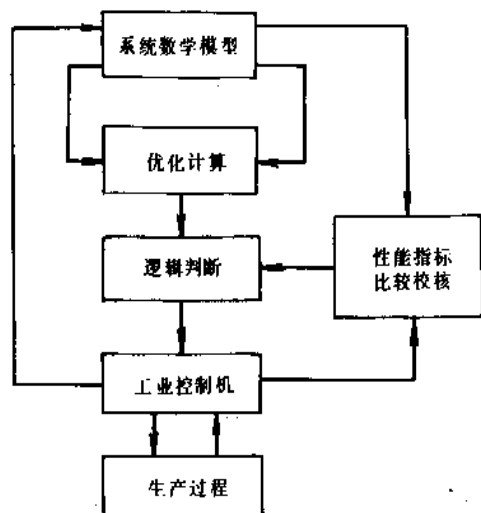 系统数学模型
优化计算
逻辑判断
性能指标
比较校核
工业控制机
生产过程